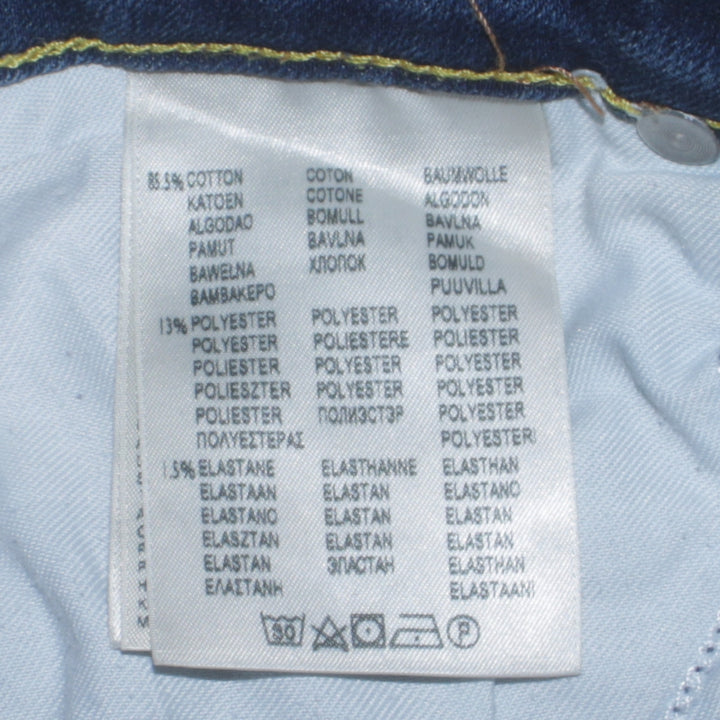 85.5% COTTON COTON BAUMWOLLE
KATOEN COTONE ALGODON
ALGODAO BOMULL BAVLNA
PAMUT BAVLNA PAMUK
BAWEŁNA ХЛОПОК BOMULD
ΒΑΜΒΑΚΕΡΟ PUUVILLA
13% POLYESTER POLYESTER POLYESTER
POLYESTER POLIESTERE POLYESTER
POLIESTER POLYESTER POLYESTER
POLIESZTER POLYESTER POLYESTER
POLIESTER ПОЛИЭСТЭР POLYESTER
ΠΟΛΥΕΣΤΕΡΑΣ POLYESTERI
1.5% ELASTANE ELASTHANNE ELASTHAN
ELASTAAN ELASTAN ELASTANO
ELASTANO ELASTAN ELASTAN
ELASZTAN ELASTAN ELASTAN
ELASTAN ЭЛАСТАН ELASTHAN
ΕΛΑΣΤΑΝΗ ELASTAANI
30 P